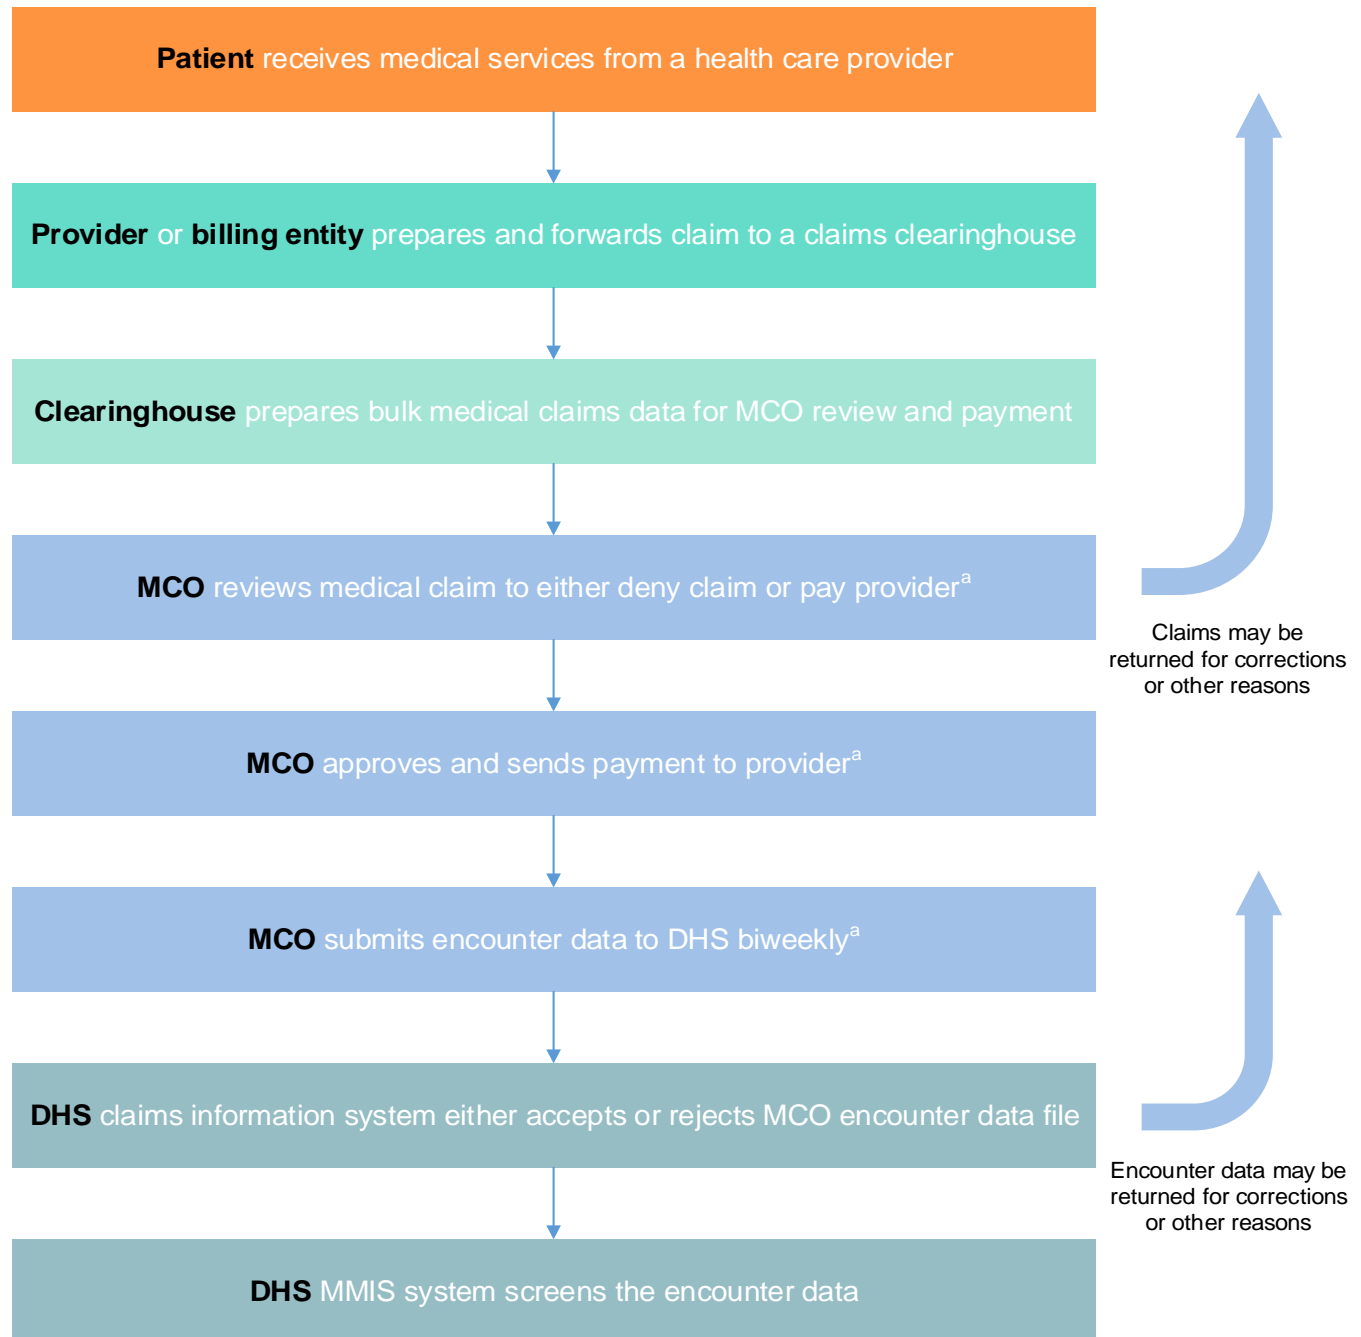 Patient receives medical services from a health care provider
Provider or billing entity prepares and forwards claim to a claims clearinghouse
Clearinghouse prepares bulk medical claims data for MCO review and payment
MCO reviews medical claim to either deny claim or pay providerᵃ
Claims may be
returned for corrections
or other reasons
MCO approves and sends payment to providerᵃ
MCO submits encounter data to DHS biweeklyᵃ
DHS claims information system either accepts or rejects MCO encounter data file
Encounter data may be
returned for corrections
or other reasons
DHS MMIS system screens the encounter data